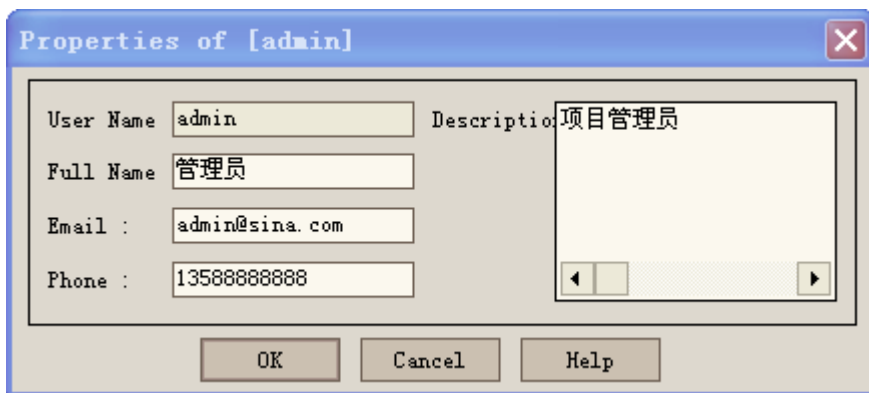 Properties of [admin]
User Name admin
Descriptio 项目管理员
Full Name 管理员
Email : admin@sina.com
Phone : 13588888888
OK Cancel Help